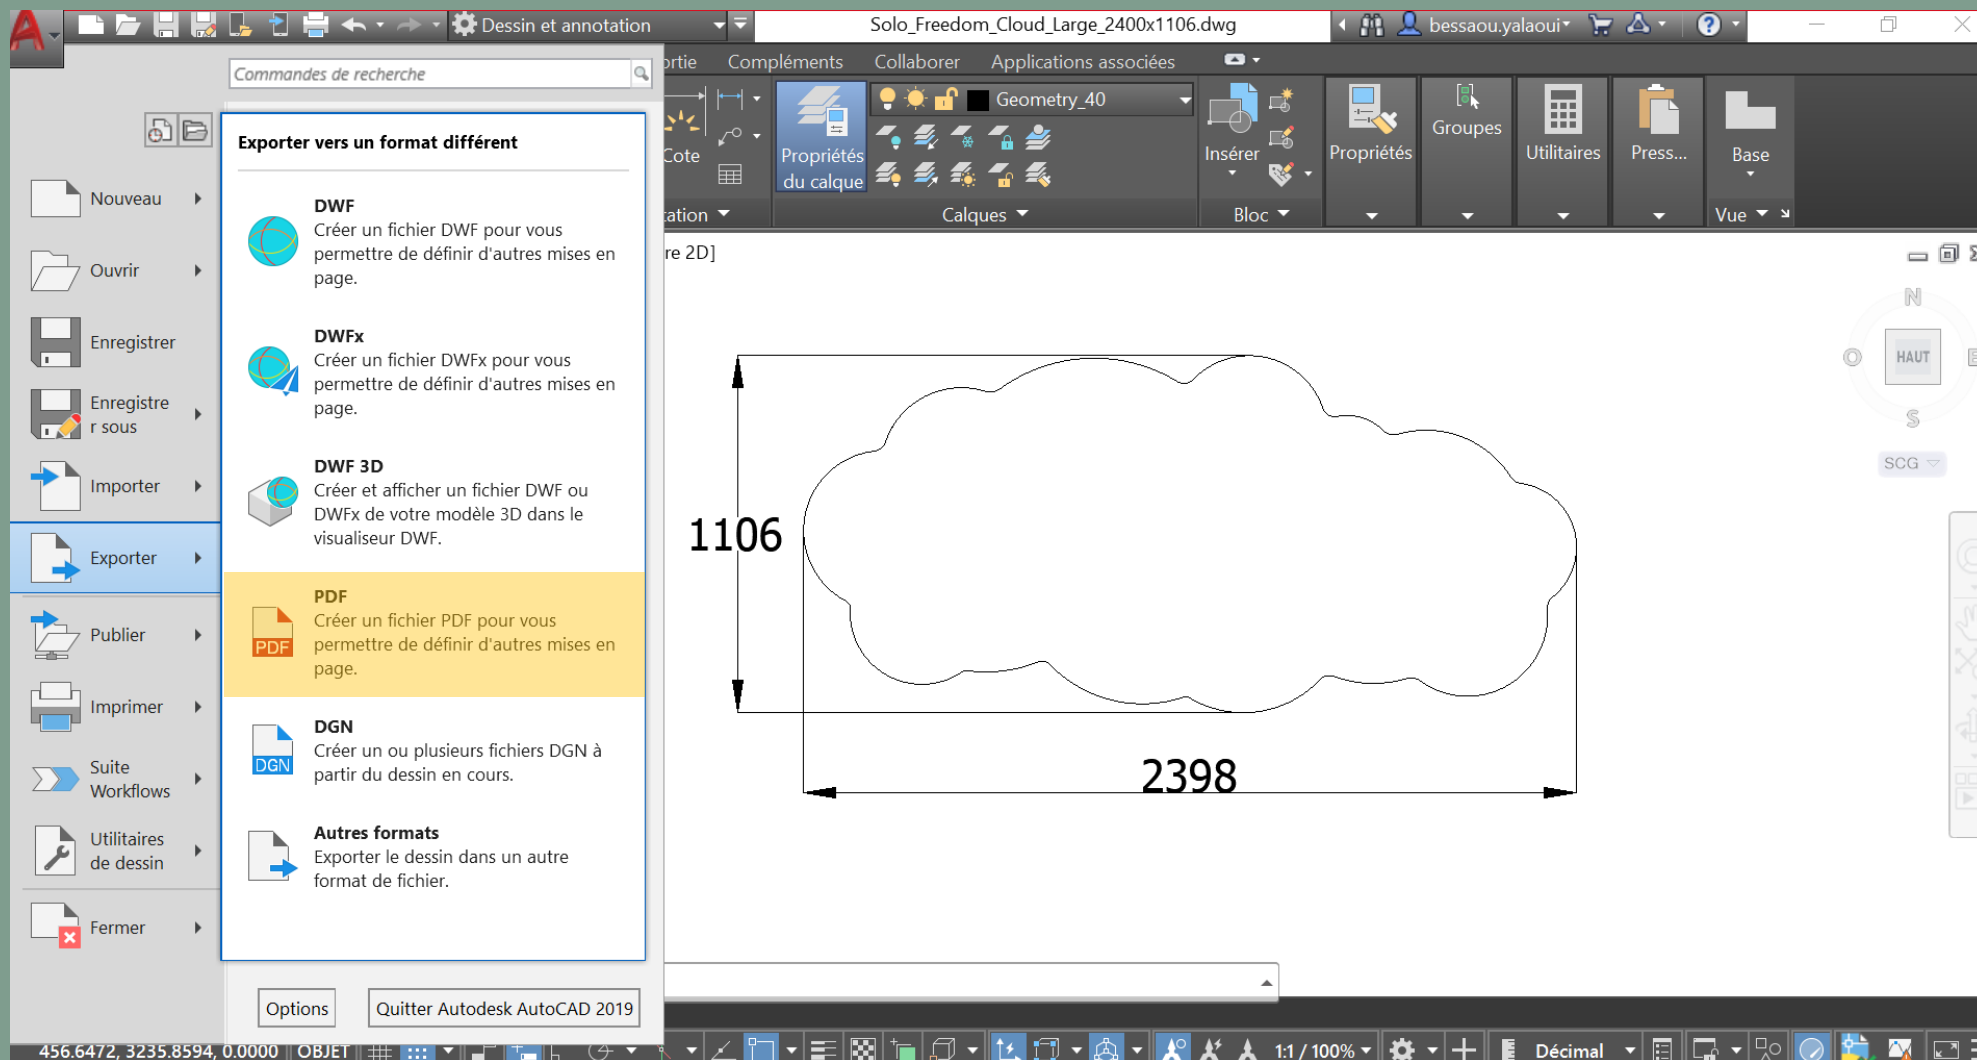 Dessin et annotation
Solo_Freedom_Cloud_Large_2400x1106.dwg
bessaou.yalaoui
Commandes de recherche
Compléments
Collaborer
Applications associées
Exporter vers un format différent
Nouveau
Ouvrir
Enregistrer
Enregistre
r sous
Importer
Exporter
Publier
Imprimer
Suite
Workflows
Utilitaires
de dessin
Fermer
DWF
Créer un fichier DWF pour vous
permettre de définir d'autres mises en
page.
DWFx
Créer un fichier DWFx pour vous
permettre de définir d'autres mises en
page.
DWF 3D
Créer et afficher un fichier DWF ou
DWFx de votre modèle 3D dans le
visualiseur DWF.
PDF
PDF
Créer un fichier PDF pour vous
permettre de définir d'autres mises en
page.
DGN
DGN
Créer un ou plusieurs fichiers DGN à
partir du dessin en cours.
Autres formats
Exporter le dessin dans un autre
format de fichier.
Options
Quitter Autodesk AutoCAD 2019
Cote
Propriétés
du calque
Geometry_40
Calques
Insérer
Bloc
Propriétés
Groupes
Utilitaires
Press...
Base
Vue
re 2D]
N
O
HAUT
E
S
SCG
1106
2398
456.6472, 3235.8594, 0.0000
OBJET
1:1 / 100%
Décimal